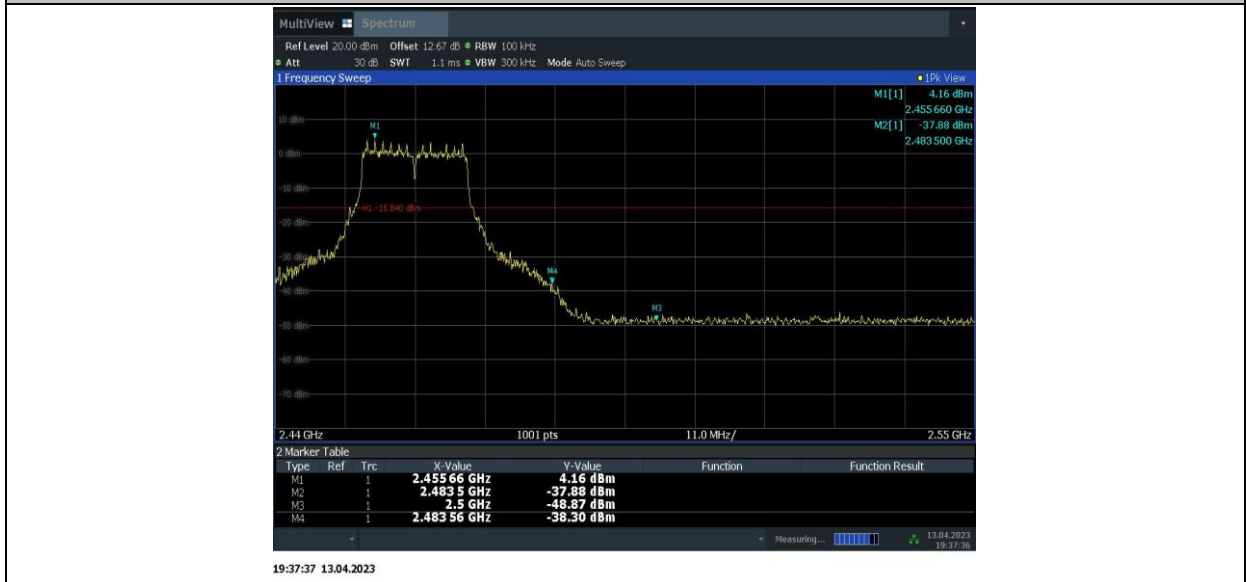 MultiView Spectrum
Ref Level 20.00 dBm Offset 12.67 dB RBW 100 kHz
Att 30 dB SWT 1.1 ms VBW 300 kHz Mode Auto Sweep
1 Frequency Sweep 1Pk View
M1[1] 4.16 dBm
2.455 660 GHz
M2[1] -37.88 dBm
2.483 500 GHz
10 dBm
M1
0 dBm
-10 dBm
H1 -15.840 dBm
-20 dBm
-30 dBm
M4
-40 dBm
M3
-50 dBm
-60 dBm
-70 dBm
2.44 GHz 1001 pts 11.0 MHz/ 2.55 GHz
2 Marker Table
Type Ref Trc X-Value Y-Value Function Function Result
M1 1 2.455 66 GHz 4.16 dBm
M2 1 2.483 5 GHz -37.88 dBm
M3 1 2.5 GHz -48.87 dBm
M4 1 2.483 56 GHz -38.30 dBm
Measuring... 13.04.2023
19:37:36
19:37:37 13.04.2023